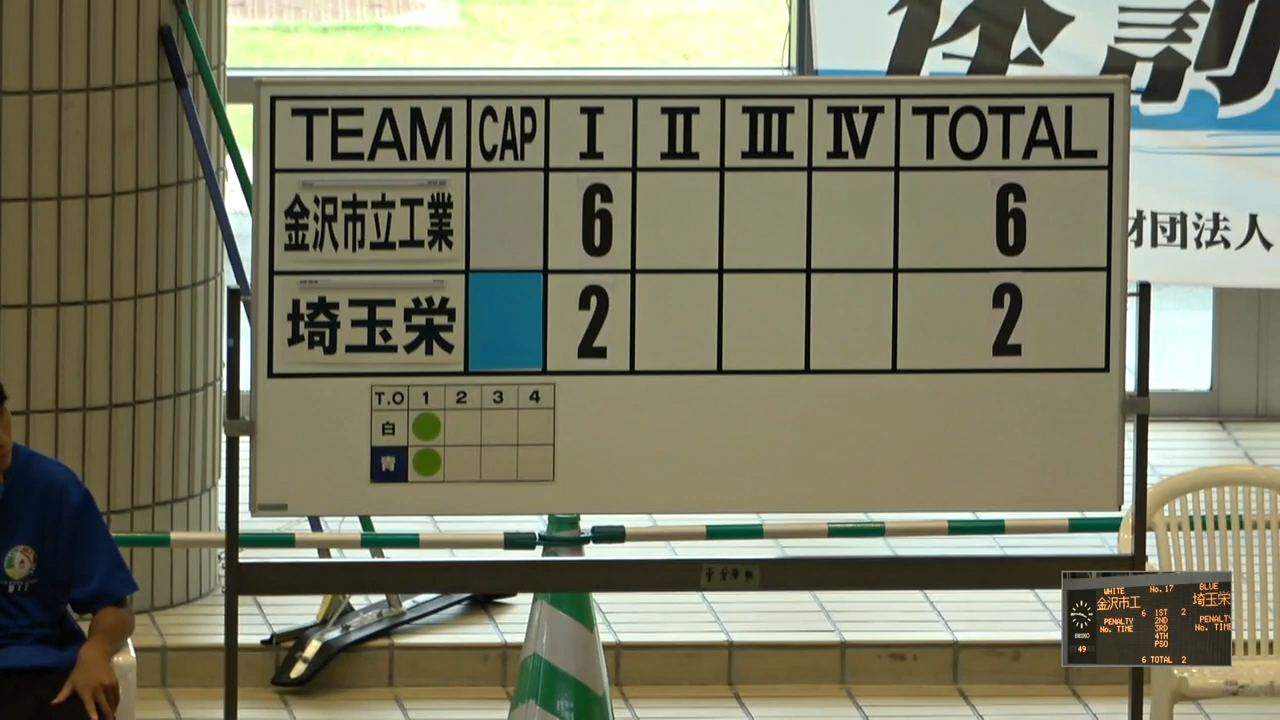 TEAM CAP I II III IV TOTAL
金沢市立工業 6 6
埼玉栄 2 2
T.O 1 2 3 4
白
青
財団法人
WHITE No.17 BLUE
金沢市工 埼玉栄
6 1ST 2
2ND
3RD
4TH
PSO
PENALTY
No. TIME
SEIKO
49
6 TOTAL 2